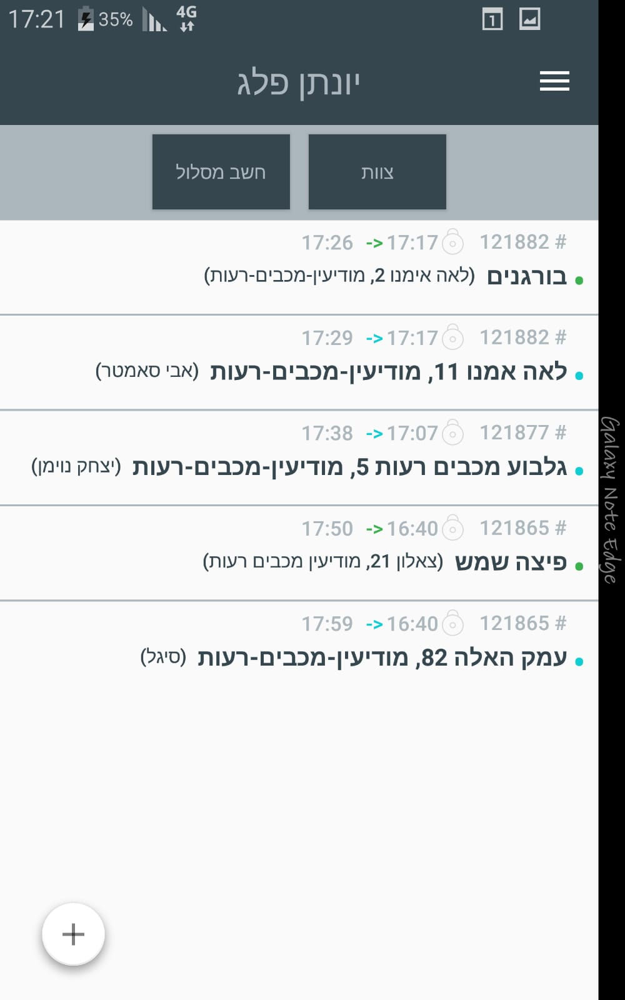 17:21 35% 4G 1
יונתן פלג
צוות
חשב מסלול
# 121882 17:17 -> 17:26
בורגנים (לאה אימנו 2, מודיעין-מכבים-רעות)
# 121882 17:17 -> 17:29
לאה אמנו 11, מודיעין-מכבים-רעות (אבי סאמטר)
# 121877 17:07 -> 17:38
גלבוע מכבים רעות 5, מודיעין-מכבים-רעות (יצחק נוימן)
# 121865 16:40 -> 17:50
פיצה שמש (צאלון 21, מודיעין מכבים רעות)
# 121865 16:40 -> 17:59
עמק האלה 82, מודיעין-מכבים-רעות (סיגל)
+
Galaxy Note Edge